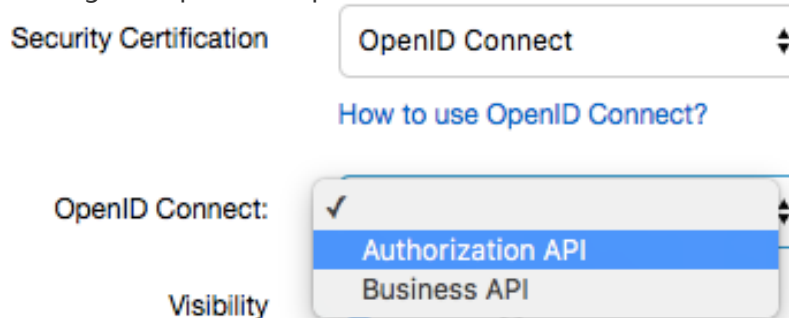 Security Certification OpenID Connect
How to use OpenID Connect?
OpenID Connect: ✓
Authorization API
Business API
Visibility